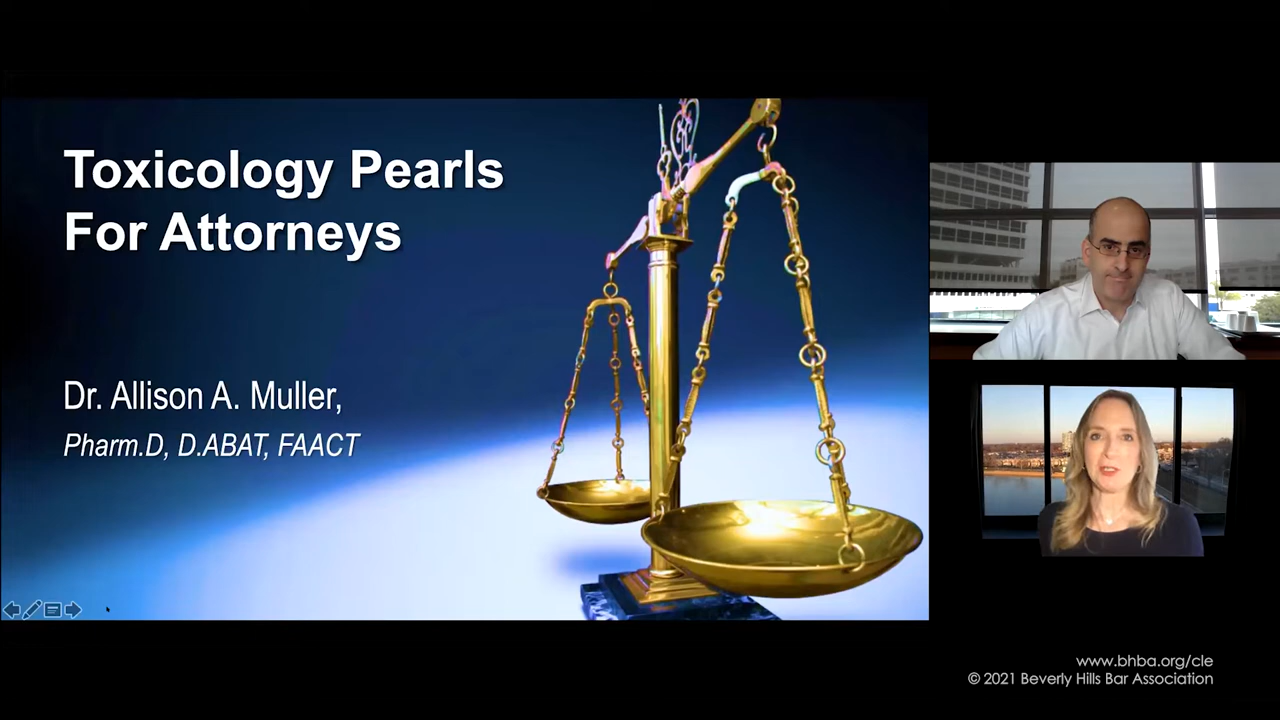 Toxicology Pearls
For Attorneys
Dr. Allison A. Muller,
Pharm.D, D.ABAT, FAACT
www.bhba.org/cle
© 2021 Beverly Hills Bar Association